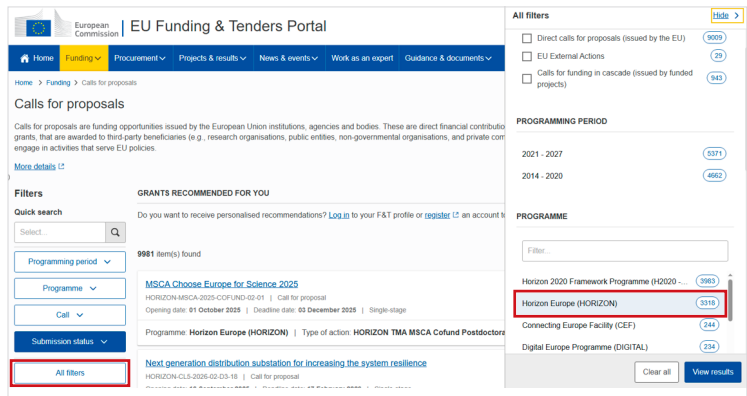 European
Commission
EU Funding & Tenders Portal
Home
Funding
Procurement
Projects & results
News & events
Work as an expert
Guidance & documents
Home > Funding > Calls for proposals
Calls for proposals
Calls for proposals are funding opportunities issued by the European Union institutions, agencies and bodies. These are direct financial contributio
grants, that are awarded to third-party beneficiaries (e.g., research organisations, public entities, non-governmental organisations, and private com
engage in activities that serve EU policies.
More details
)
Filters
Quick search
Select...
Programming period
Programme
Call
Submission status
All filters
GRANTS RECOMMENDED FOR YOU
Do you want to receive personalised recommendations? Log in to your F&T profile or register an account to
9981 item(s) found
MSCA Choose Europe for Science 2025
HORIZON-MSCA-2025-COFUND-02-01 | Call for proposal
Opening date: 01 October 2025 | Deadline date: 03 December 2025 | Single-stage
Programme: Horizon Europe (HORIZON) | Type of action: HORIZON TMA MSCA Cofund Postdoctora
Next generation distribution substation for increasing the system resilience
HORIZON-CL5-2026-02-D3-18 | Call for proposal
All filters
Hide >
Direct calls for proposals (issued by the EU) 9009
EU External Actions 29
Calls for funding in cascade (issued by funded 943
projects)
PROGRAMMING PERIOD
2021 - 2027 5371
2014 - 2020 4662
PROGRAMME
Filter...
Horizon 2020 Framework Programme (H2020 -... 3983
Horizon Europe (HORIZON) 3318
Connecting Europe Facility (CEF) 244
Digital Europe Programme (DIGITAL) 234
Clear all
View results